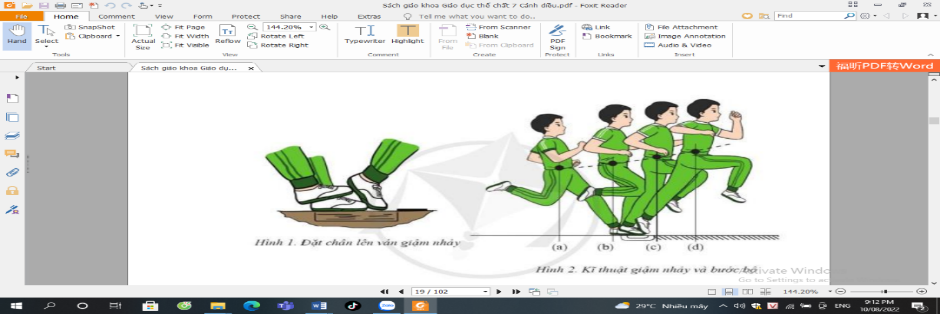 Sách giáo khoa Giáo dục thể chất 7 Cánh diều.pdf - Foxit Reader
File Home Comment View Form Protect Share Help Extras Tell me what you want to do.. Find
Hand Select SnapShot Clipboard Actual Size Fit Page Fit Width Fit Visible Reflow 144.20% Rotate Left Rotate Right Typewriter Highlight From File From Scanner Blank From Clipboard PDF Sign Link Bookmark File Attachment Image Annotation Audio & Video
Tools View Comment Create Protect Links Insert
Start Sách giáo khoa Giáo dụ... 福昕PDF转Word
(a) (b) (c) (d)
Hình 1. Đặt chân lên ván giậm nhảy
Hình 2. Kĩ thuật giậm nhảy và bước bộ
Activate Windo
Go to Settings to ac
19 / 102 144.20%
29°C Nhiều mây ENG 9:12 PM
10/08/2022